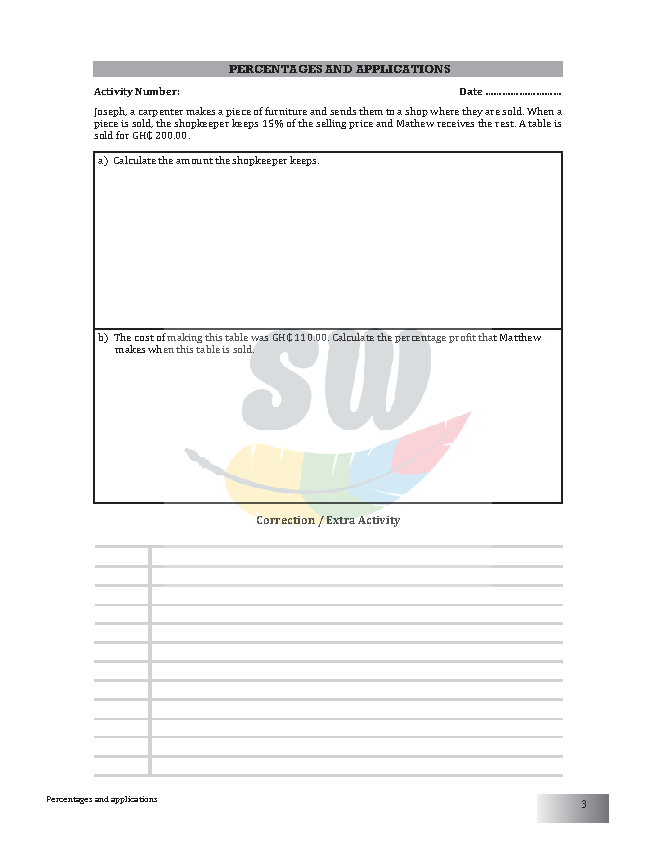 PERCENTAGES AND APPLICATIONS
Activity Number:
Date ...........................
Joseph, a carpenter makes a piece of furniture and sends them to a shop where they are sold. When a
piece is sold, the shopkeeper keeps 15% of the selling price and Mathew receives the rest. A table is
sold for GH₵ 200.00.
a) Calculate the amount the shopkeeper keeps.
b) The cost of making this table was GH₵ 110.00. Calculate the percentage profit that Matthew
makes when this table is sold.
SW
Correction / Extra Activity
Percentages and applications
3